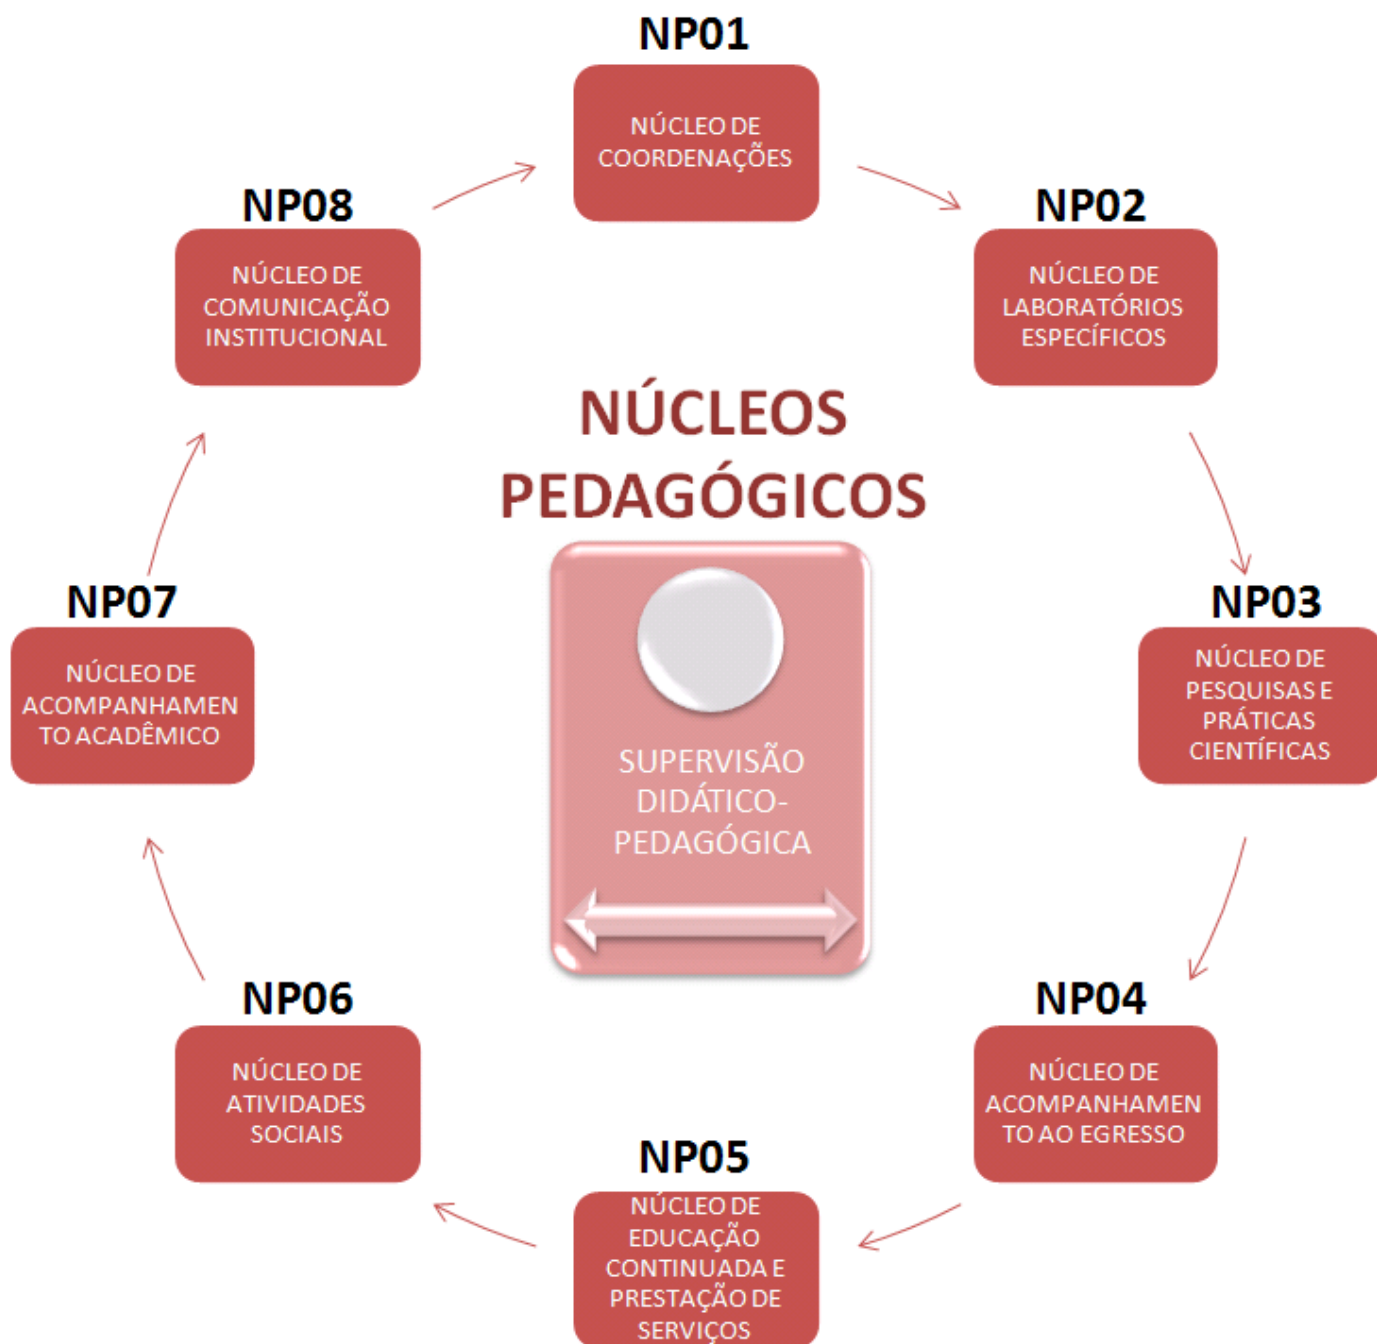 NP01
NÚCLEO DE
COORDENAÇÕES
NP02
NÚCLEO DE
LABORATÓRIOS
ESPECÍFICOS
NP03
NÚCLEO DE
PESQUISAS E
PRÁTICAS
CIENTÍFICAS
NP04
NÚCLEO DE
ACOMPANHAMEN
TO AO EGRESSO
NP05
NÚCLEO DE
EDUCAÇÃO
CONTINUADA E
PRESTAÇÃO DE
SERVIÇOS
NP06
NÚCLEO DE
ATIVIDADES
SOCIAIS
NP07
NÚCLEO DE
ACOMPANHAMEN
TO ACADÊMICO
NP08
NÚCLEO DE
COMUNICAÇÃO
INSTITUCIONAL
NÚCLEOS
PEDAGÓGICOS
SUPERVISÃO
DIDÁTICO-
PEDAGÓGICA